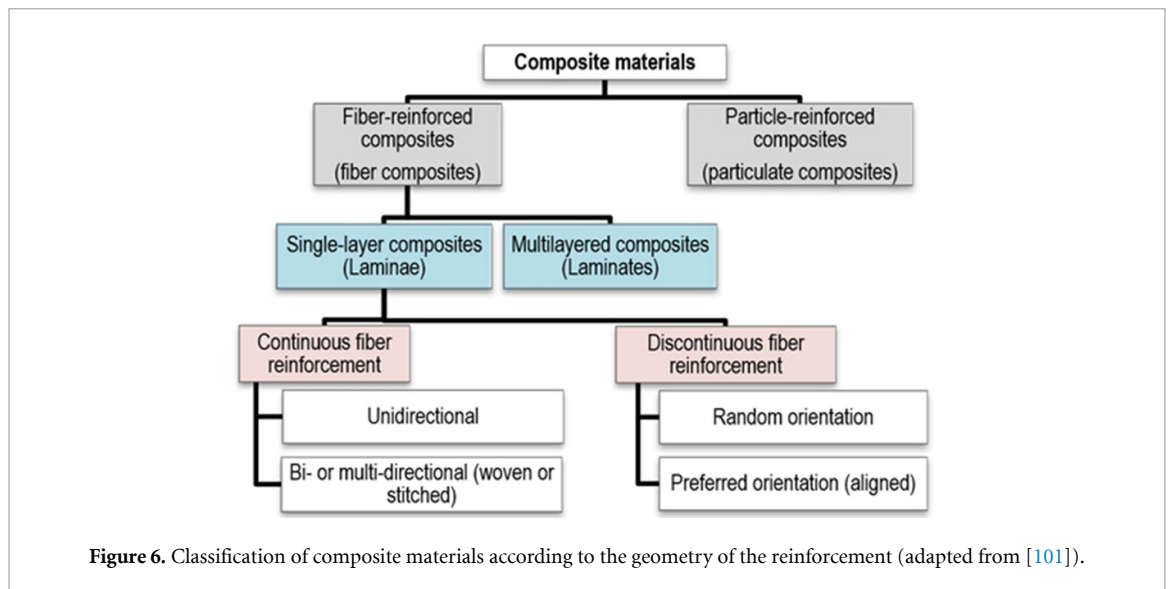 Composite materials
Fiber-reinforced
composites
(fiber composites)
Particle-reinforced
composites
(particulate composites)
Single-layer composites
(Laminae)
Multilayered composites
(Laminates)
Continuous fiber
reinforcement
Discontinuous fiber
reinforcement
Unidirectional
Random orientation
Bi- or multi-directional (woven or
stitched)
Preferred orientation (aligned)
Figure 6. Classification of composite materials according to the geometry of the reinforcement (adapted from [101]).